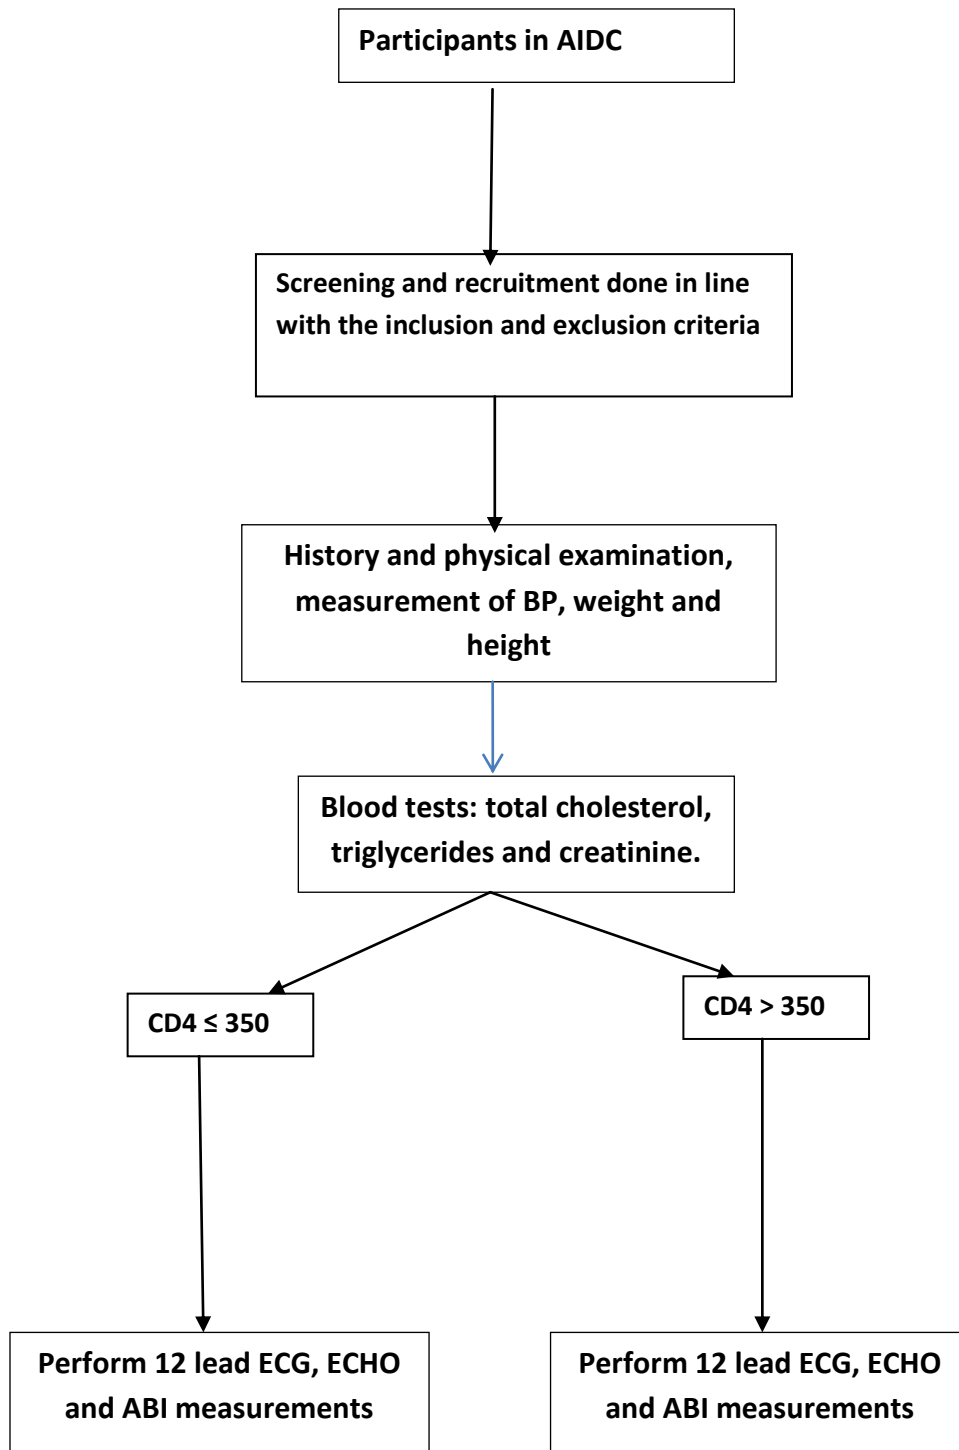 Participants in AIDC
Screening and recruitment done in line
with the inclusion and exclusion criteria
History and physical examination,
measurement of BP, weight and
height
Blood tests: total cholesterol,
triglycerides and creatinine.
CD4 ≤ 350
CD4 > 350
Perform 12 lead ECG, ECHO
and ABI measurements
Perform 12 lead ECG, ECHO
and ABI measurements